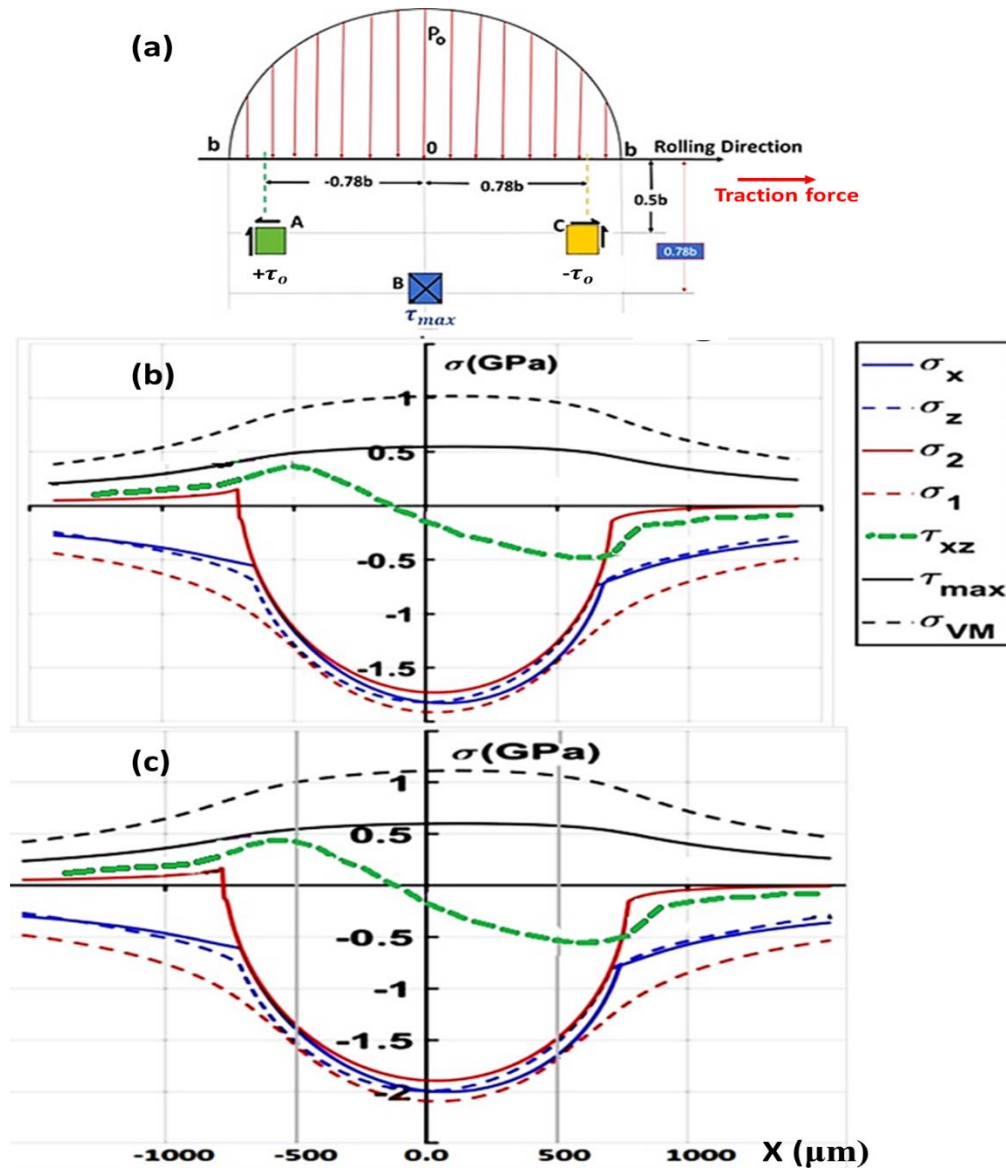 (a)
Pₒ
b
0
b
Rolling Direction
-0.78b
0.78b
Traction force
0.5b
A
C
0.78b
+τₒ
B
-τₒ
τmax
(b)
σ(GPa)
1
0.5
-0.5
-1
-1.5
σx
σz
σ2
σ1
τxz
τmax
σVM
(c)
σ(GPa)
1
0.5
-0.5
-1
-1.5
-2
-1000
-500
0.0
500
1000
X (μm)